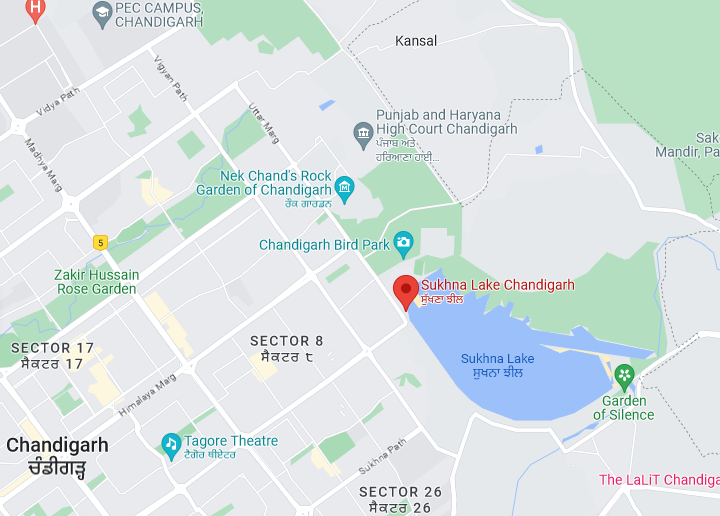 H
PEC CAMPUS,
CHANDIGARH
Kansal
Vidya Path
Vigyan Path
Uttar Marg
Madhya Marg
Punjab and Haryana
High Court Chandigarh
ਪੰਜਾਬ ਅਤੇ
ਹਰਿਆਣਾ ਹਾਈ...
Sak
Mandir, Pa
Nek Chand's Rock
Garden of Chandigarh
ਰੌਕ ਗਾਰਡਨ
5
Chandigarh Bird Park
Zakir Hussain
Rose Garden
Sukhna Lake Chandigarh
ਸੁੱਖਣਾ ਝੀਲ
SECTOR 17
ਸੈਕਟਰ 17
SECTOR 8
ਸੈਕਟਰ ੮
Sukhna Lake
ਸੁਖਨਾ ਝੀਲ
Himalaya Marg
Garden
of Silence
Chandigarh
ਚੰਡੀਗੜ੍ਹ
Tagore Theatre
ਟੈਗੋਰ ਥੀਏਟਰ
Sukhna Path
The LaLiT Chandiga
SECTOR 26
ਸੈਕਟਰ 26